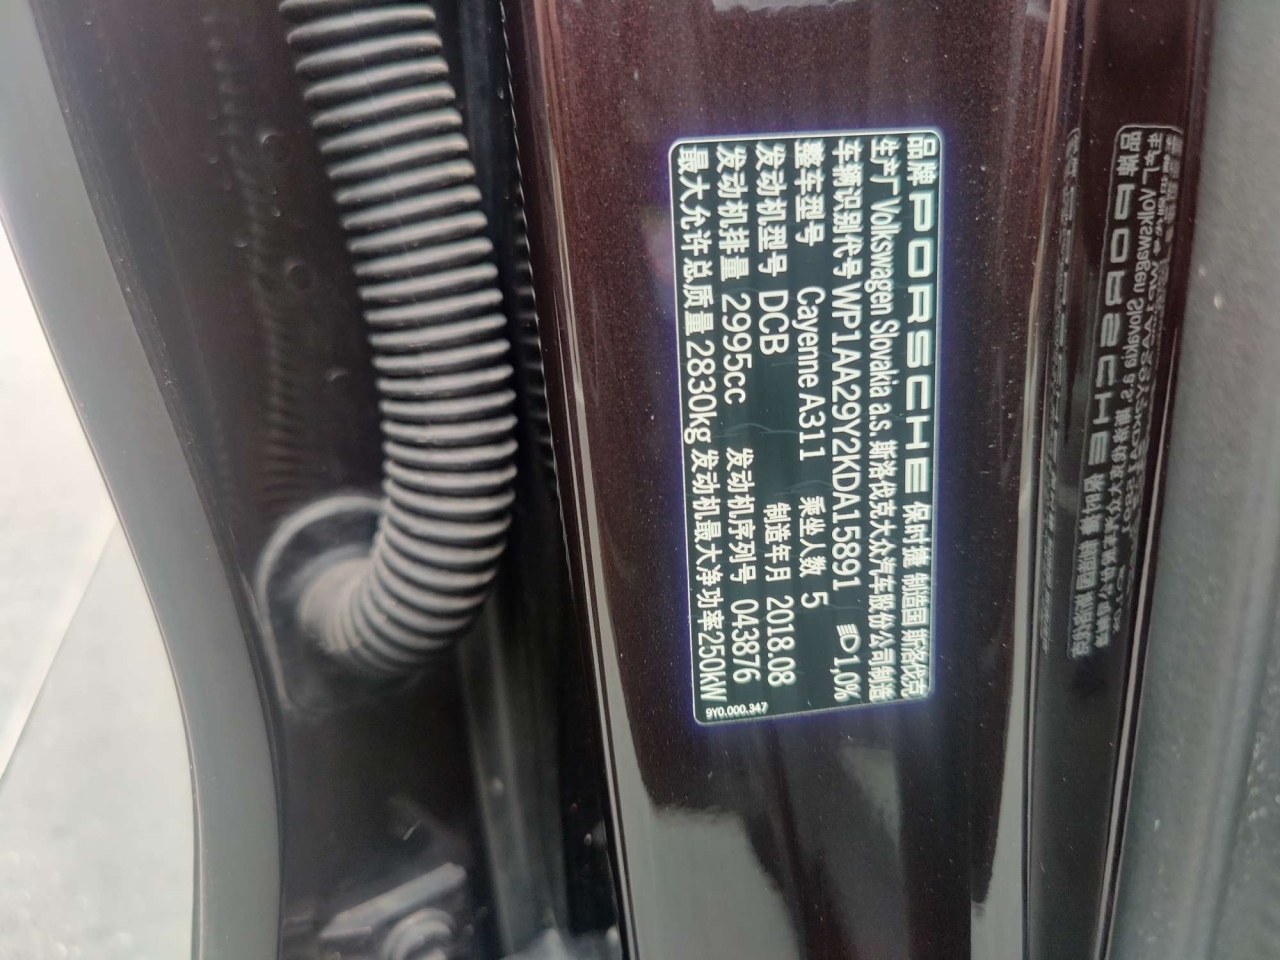 品牌 PORSCHE 保时捷 制造国 斯洛伐克
生产厂 Volkswagen Slovakia a.s. 斯洛伐克大众汽车股份公司制造
车辆识别代号 WP1AA29Y2KDA15891 1,0%
整车型号 Cayenne A311 乘坐人数 5
发动机型号 DCB 制造年月 2018.08
发动机排量 2995cc 发动机序列号 043876
最大允许总质量 2830kg 发动机最大净功率250kW
9Y0.000.347